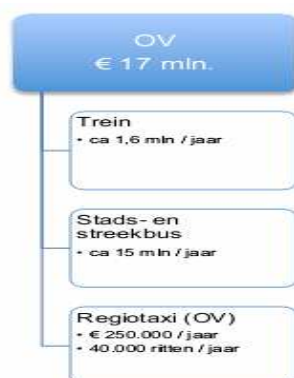 OV
€ 17 mln.
Trein
• ca 1,6 mln / jaar
Stads- en
streekbus
• ca 15 mln / jaar
Regiotaxi (OV)
• € 250.000 / jaar
• 40.000 ritten / jaar